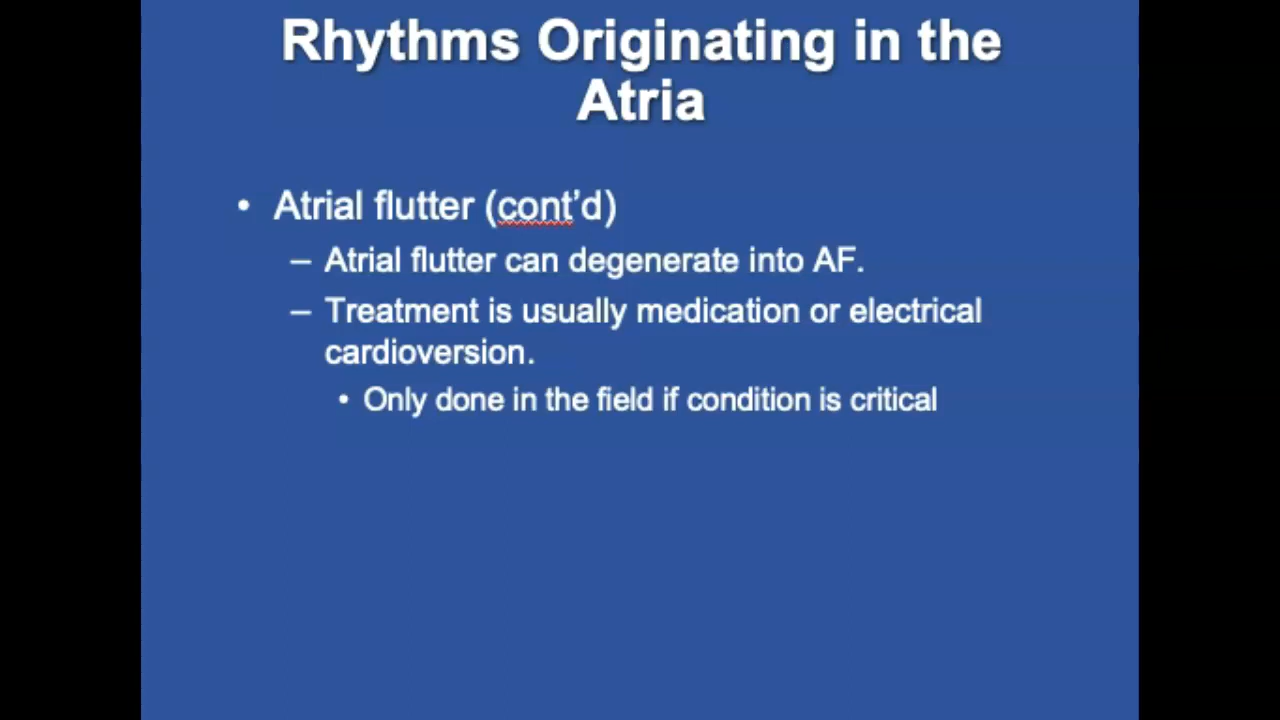 Rhythms Originating in the
Atria
• Atrial flutter (cont’d)
– Atrial flutter can degenerate into AF.
– Treatment is usually medication or electrical
cardioversion.
• Only done in the field if condition is critical